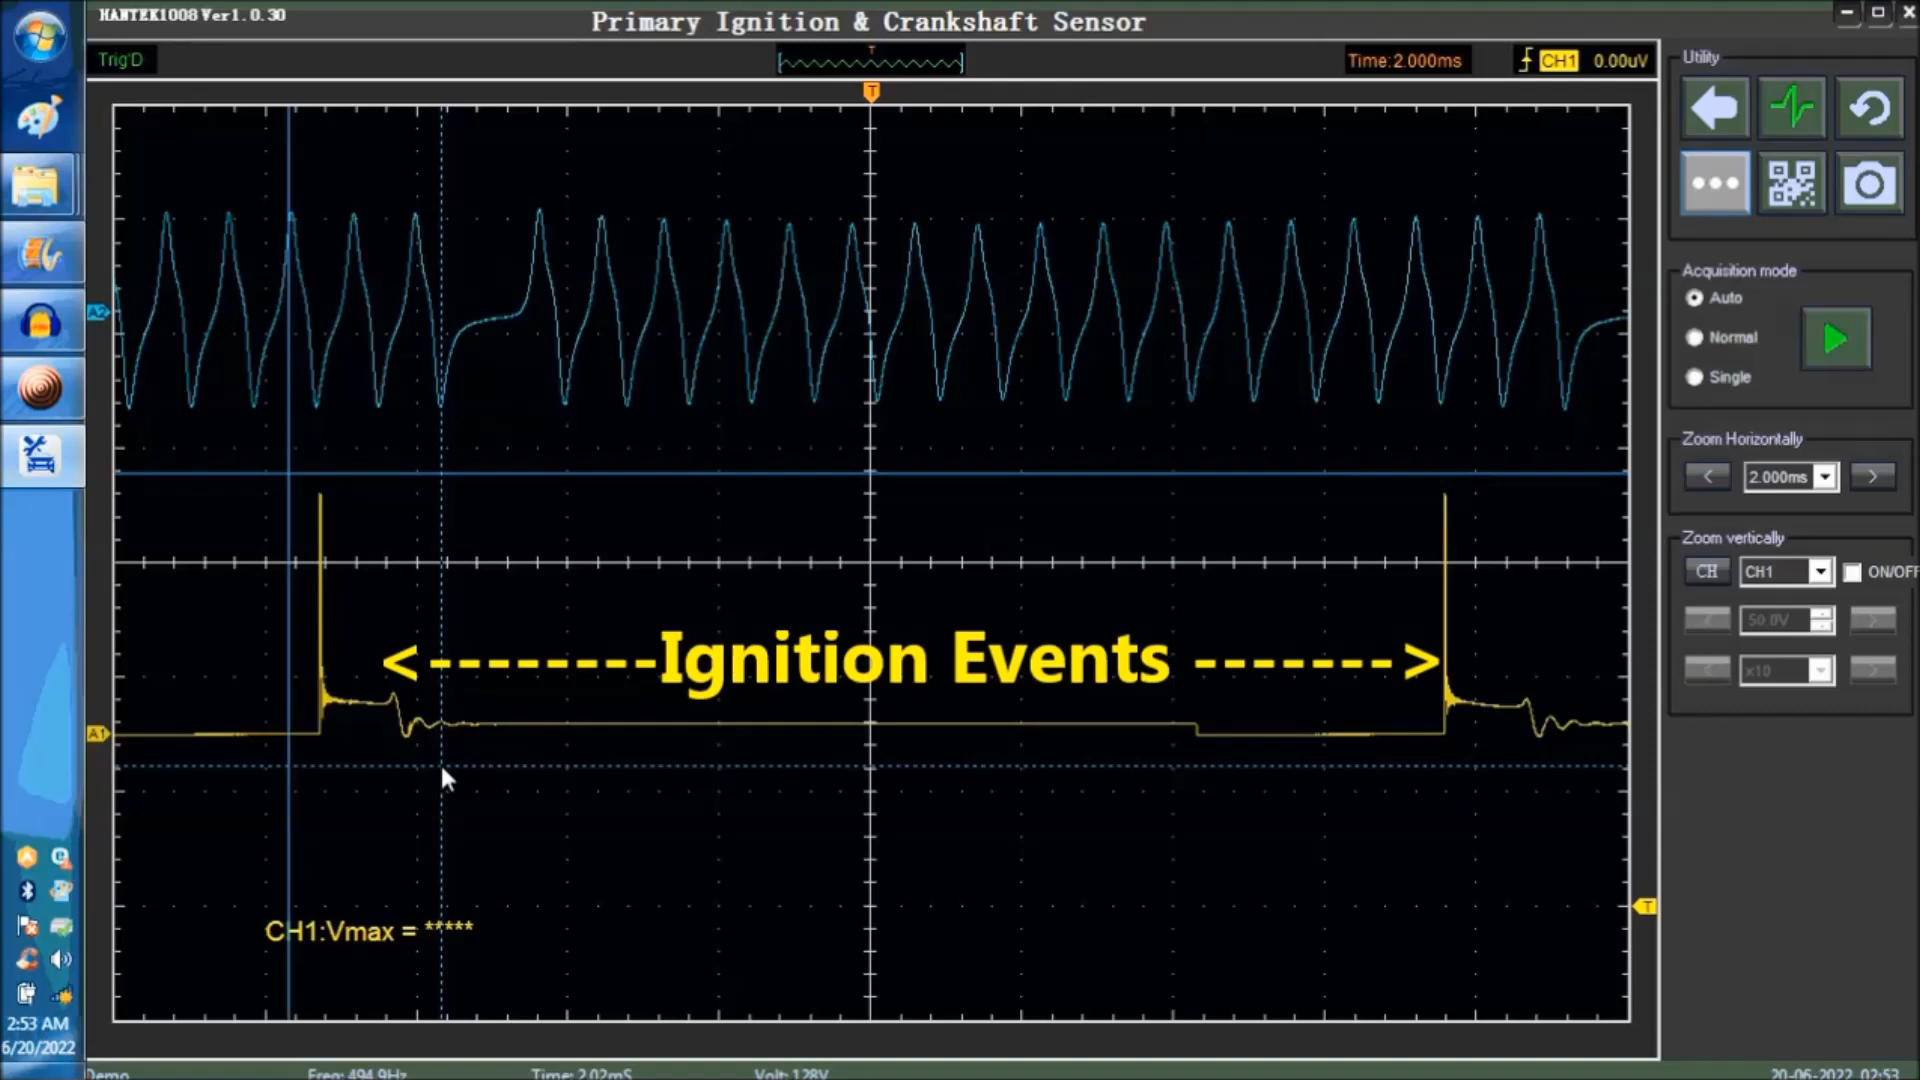 HANTEK1008 Ver1.0.30
Primary Ignition & Crankshaft Sensor
Trig'D
T
Time:2.000ms
CH1 0.00uV
T
Utility
Acquisition mode
Auto
Normal
Single
Zoom Horizontally
< 2.000ms >
Zoom vertically
CH CH1 ON/OFF
< 50.0V >
< x10 >
A2
<--------Ignition Events ------->
A1
T
CH1:Vmax = *****
2:53 AM
6/20/2022
Demo Freq: 494.9Hz Time: 2.02mS Volt: 128V 20-06-2022 02:53